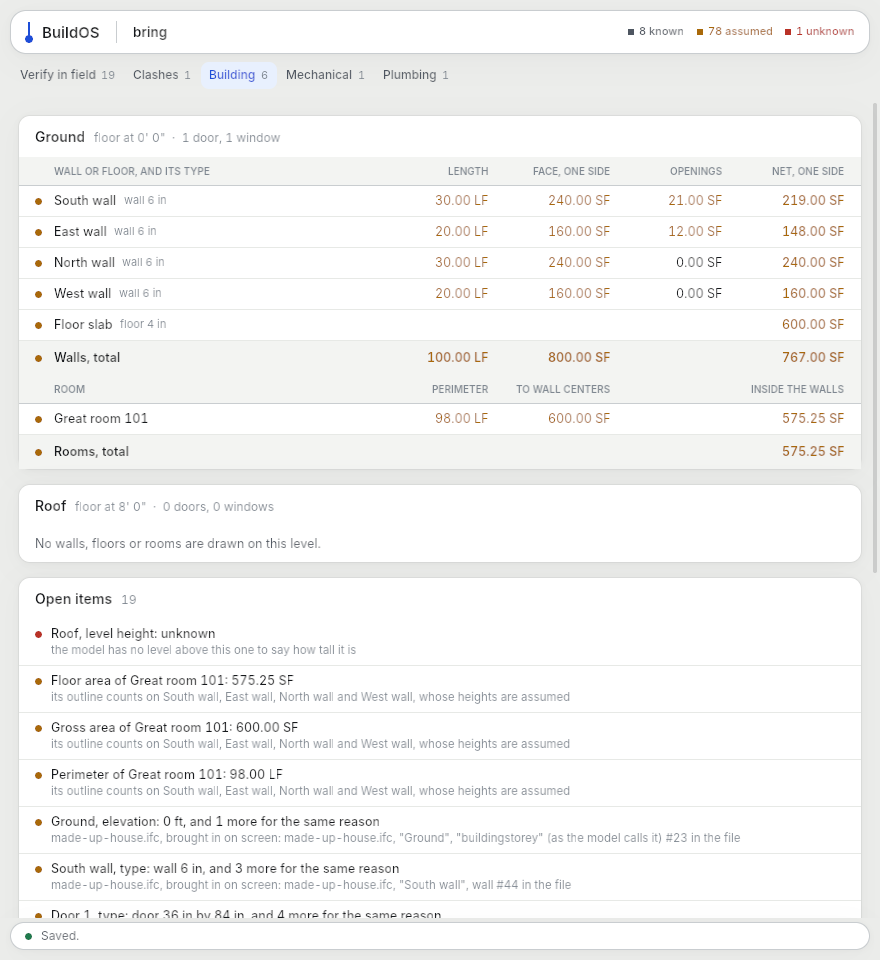 BuildOS bring 8 known 78 assumed 1 unknown
Verify in field 19 Clashes 1 Building 6 Mechanical 1 Plumbing 1
Ground floor at 0' 0" · 1 door, 1 window
WALL OR FLOOR, AND ITS TYPE LENGTH FACE, ONE SIDE OPENINGS NET, ONE SIDE
South wall wall 6 in 30.00 LF 240.00 SF 21.00 SF 219.00 SF
East wall wall 6 in 20.00 LF 160.00 SF 12.00 SF 148.00 SF
North wall wall 6 in 30.00 LF 240.00 SF 0.00 SF 240.00 SF
West wall wall 6 in 20.00 LF 160.00 SF 0.00 SF 160.00 SF
Floor slab floor 4 in 600.00 SF
Walls, total 100.00 LF 800.00 SF 767.00 SF
ROOM PERIMETER TO WALL CENTERS INSIDE THE WALLS
Great room 101 98.00 LF 600.00 SF 575.25 SF
Rooms, total 575.25 SF
Roof floor at 8' 0" · 0 doors, 0 windows
No walls, floors or rooms are drawn on this level.
Open items 19
Roof, level height: unknown
the model has no level above this one to say how tall it is
Floor area of Great room 101: 575.25 SF
its outline counts on South wall, East wall, North wall and West wall, whose heights are assumed
Gross area of Great room 101: 600.00 SF
its outline counts on South wall, East wall, North wall and West wall, whose heights are assumed
Perimeter of Great room 101: 98.00 LF
its outline counts on South wall, East wall, North wall and West wall, whose heights are assumed
Ground, elevation: 0 ft, and 1 more for the same reason
made-up-house.ifc, brought in on screen: made-up-house.ifc, "Ground", "buildingstorey" (as the model calls it) #23 in the file
South wall, type: wall 6 in, and 3 more for the same reason
made-up-house.ifc, brought in on screen: made-up-house.ifc, "South wall", wall #44 in the file
Door 1, type: door 36 in by 84 in, and 4 more for the same reason
Saved.